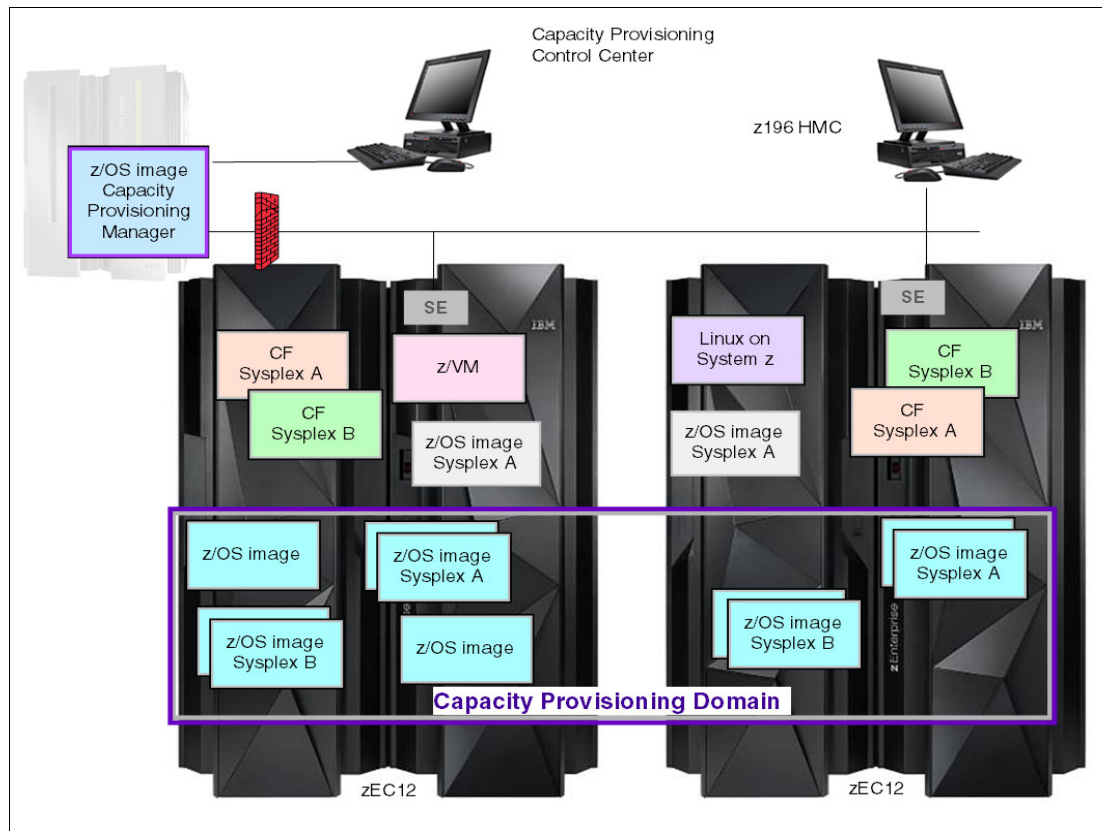 Capacity Provisioning
Control Center
z196 HMC
z/OS image
Capacity
Provisioning
Manager
SE
SE
IBM
IBM
CF
Sysplex A
z/VM
Linux on
System z
CF
Sysplex B
CF
Sysplex B
z/OS image
Sysplex A
z/OS image
Sysplex A
CF
Sysplex A
z/OS image
z/OS image
Sysplex A
z/OS image
Sysplex A
z/OS image
Sysplex B
z/OS image
z/OS image
Sysplex B
zEnterprise
Capacity Provisioning Domain
zEC12
zEC12